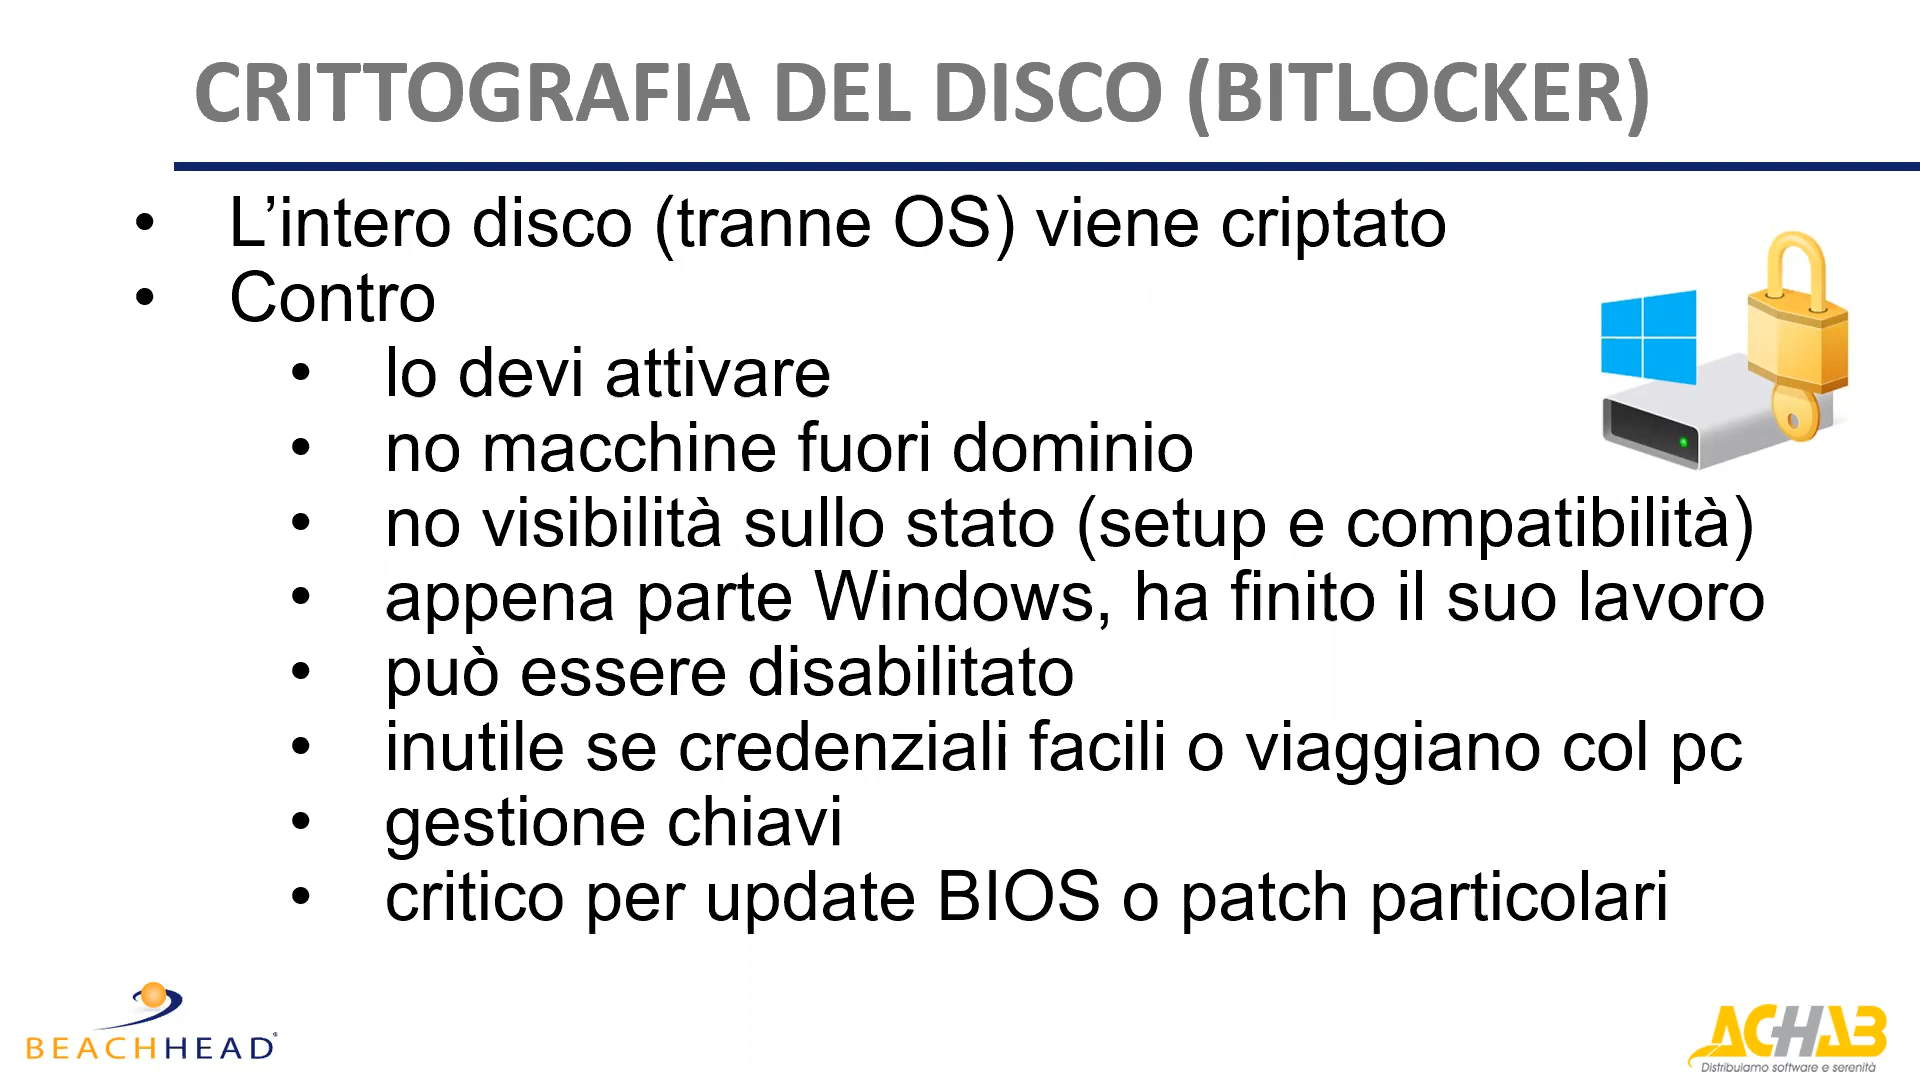 CRITTOGRAFIA DEL DISCO (BITLOCKER)
• L’intero disco (tranne OS) viene criptato
• Contro
• lo devi attivare
• no macchine fuori dominio
• no visibilità sullo stato (setup e compatibilità)
• appena parte Windows, ha finito il suo lavoro
• può essere disabilitato
• inutile se credenziali facili o viaggiano col pc
• gestione chiavi
• critico per update BIOS o patch particolari
BEACHHEAD®
ACHAB
Distribuiamo software e serenità